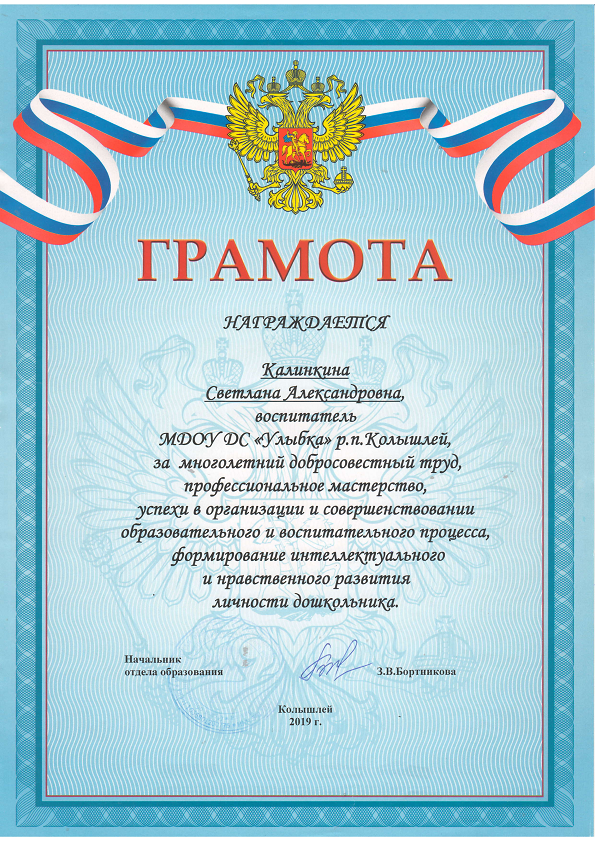 ГРАМОТА
НАГРАЖДАЕТСЯ
Калинкина
Светлана Александровна,
воспитатель
МДОУ ДС «Улыбка» р.п.Колышлей,
за многолетний добросовестный труд,
профессиональное мастерство,
успехи в организации и совершенствовании
образовательного и воспитательного процесса,
формирование интеллектуального
и нравственного развития
личности дошкольника.
Начальник
отдела образования З.В.Бортникова
Колышлей
2019 г.